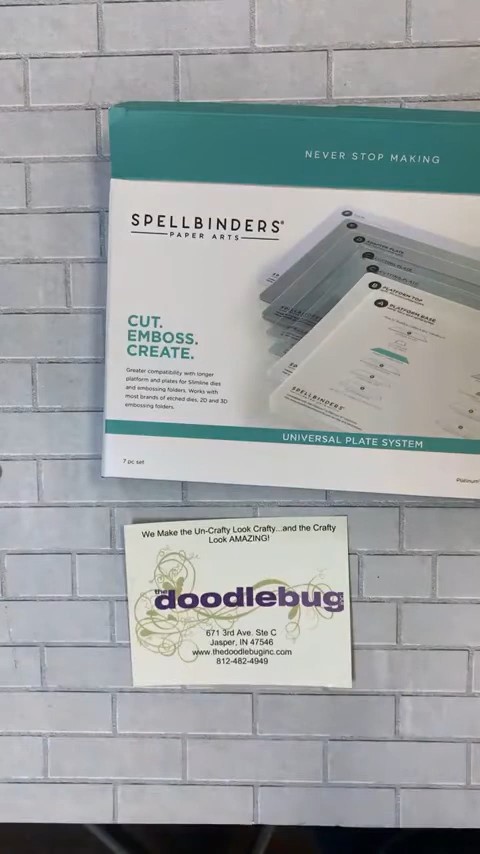 NEVER STOP MAKING
SPELLBINDERS®
PAPER ARTS
CUT.
EMBOSS.
CREATE.
Greater compatibility with longer
platform and plates for Slimline dies
and embossing folders. Works with
most brands of etched dies, 2D and 3D
embossing folders.
B PLATFORM TOP
A PLATFORM BASE
SPELLBINDERS
UNIVERSAL PLATE SYSTEM
7 pc set
Platinum
We Make the Un-Crafty Look Crafty...and the Crafty
Look AMAZING!
the doodlebug
671 3rd Ave. Ste C
Jasper, IN 47546
www.thedoodlebuginc.com
812-482-4949